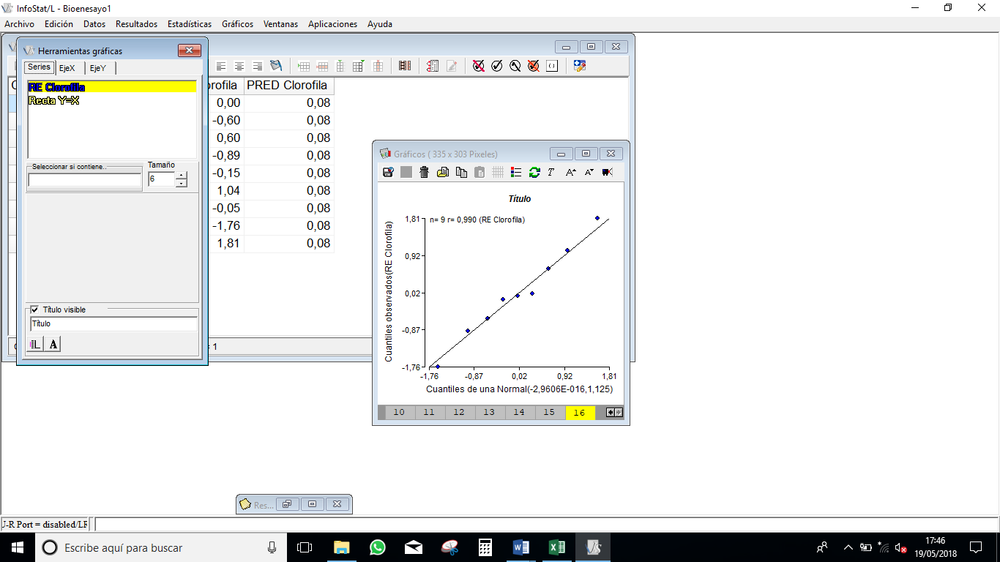 InfoStat/L - Bioenesayo1
Archivo Edición Datos Resultados Estadísticas Gráficos Ventanas Aplicaciones Ayuda
Herramientas gráficas
Series EjeX EjeY
RE Clorofila
Recta Y=X
Seleccionar si contiene..
Tamaño
6
Título visible
Título
A
PRED Clorofila
0,00 0,08
-0,60 0,08
0,60 0,08
-0,89 0,08
-0,15 0,08
1,04 0,08
-0,05 0,08
-1,76 0,08
1,81 0,08
Gráficos ( 335 x 303 Pixeles)
Título
n= 9 r= 0,990 (RE Clorofila)
Cuantiles observados(RE Clorofila)
1,81
0,92
0,02
-0,87
-1,76
-1,76 -0,87 0,02 0,92 1,81
Cuantiles de una Normal(-2,9606E-016,1,125)
10 11 12 13 14 15 16
Res...
J-R Port = disabled/LF
Escribe aquí para buscar
17:46
19/05/2018